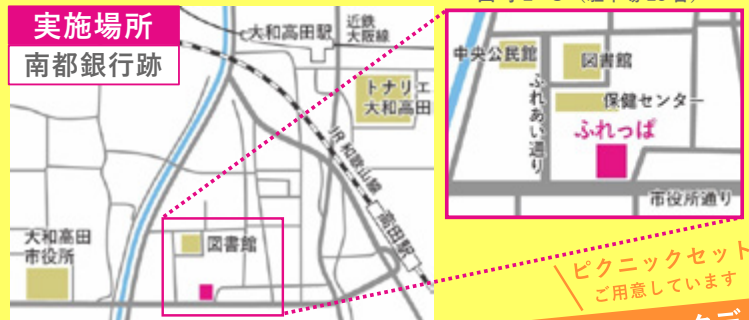 実施場所
南都銀行跡
大和高田駅
近鉄
大阪線
トナリエ
大和高田
JR和歌山線
高田駅
大和高田
市役所
図書館
中央公民館
図書館
ふれあい通り
保健センター
ふれっぱ
市役所通り
ピクニックセット
ご用意しています